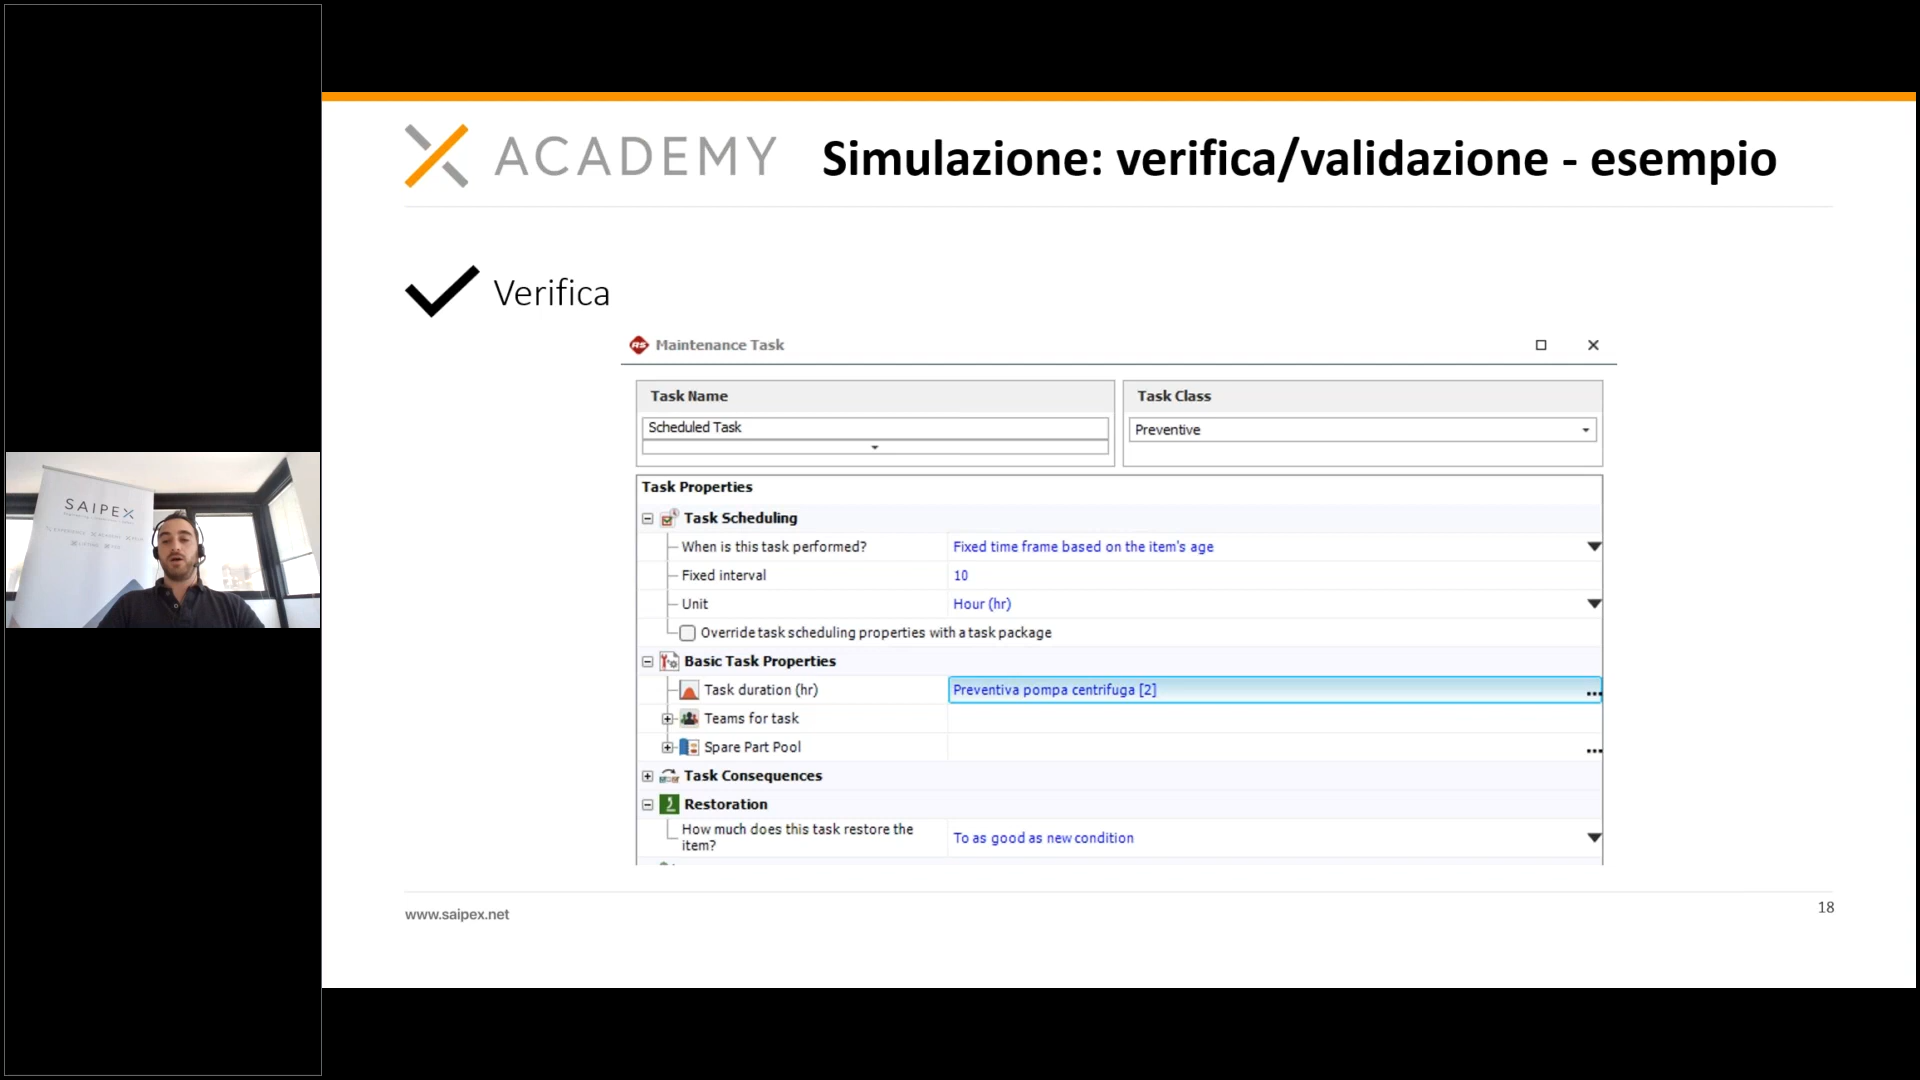 ACADEMY
Simulazione: verifica/validazione - esempio
Verifica
Maintenance Task
Task Name
Task Class
Scheduled Task
Preventive
Task Properties
Task Scheduling
When is this task performed? Fixed time frame based on the item's age
Fixed interval 10
Unit Hour (hr)
Override task scheduling properties with a task package
Basic Task Properties
Task duration (hr) Preventiva pompa centrifuga [2]
Teams for task
Spare Part Pool
Task Consequences
Restoration
How much does this task restore the
item?
To as good as new condition
www.saipex.net
18
SAIPEX